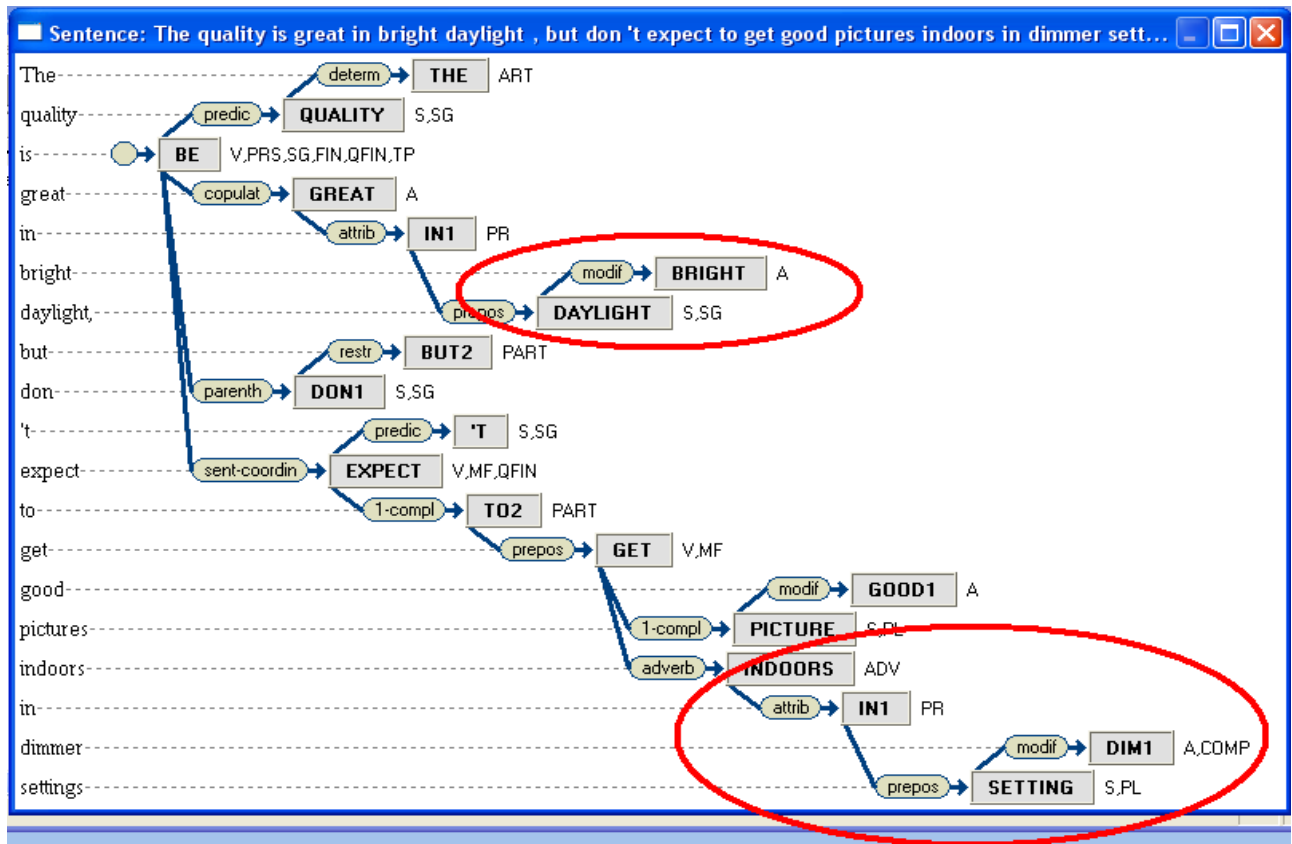 Sentence: The quality is great in bright daylight , but don 't expect to get good pictures indoors in dimmer sett...
The determ THE ART
quality predic QUALITY S,SG
is BE V,PRS,SG,FIN,QFIN,TP
great copulat GREAT A
in attrib IN1 PR
bright modif BRIGHT A
daylight, prepos DAYLIGHT S,SG
but restr BUT2 PART
don parenth DON1 S,SG
't predic 'T S,SG
expect sent-coordin EXPECT V,MF,QFIN
to 1-compl TO2 PART
get prepos GET V,MF
good modif GOOD1 A
pictures 1-compl PICTURE S,PL
indoors adverb INDOORS ADV
in attrib IN1 PR
dimmer modif DIM1 A,COMP
settings prepos SETTING S,PL